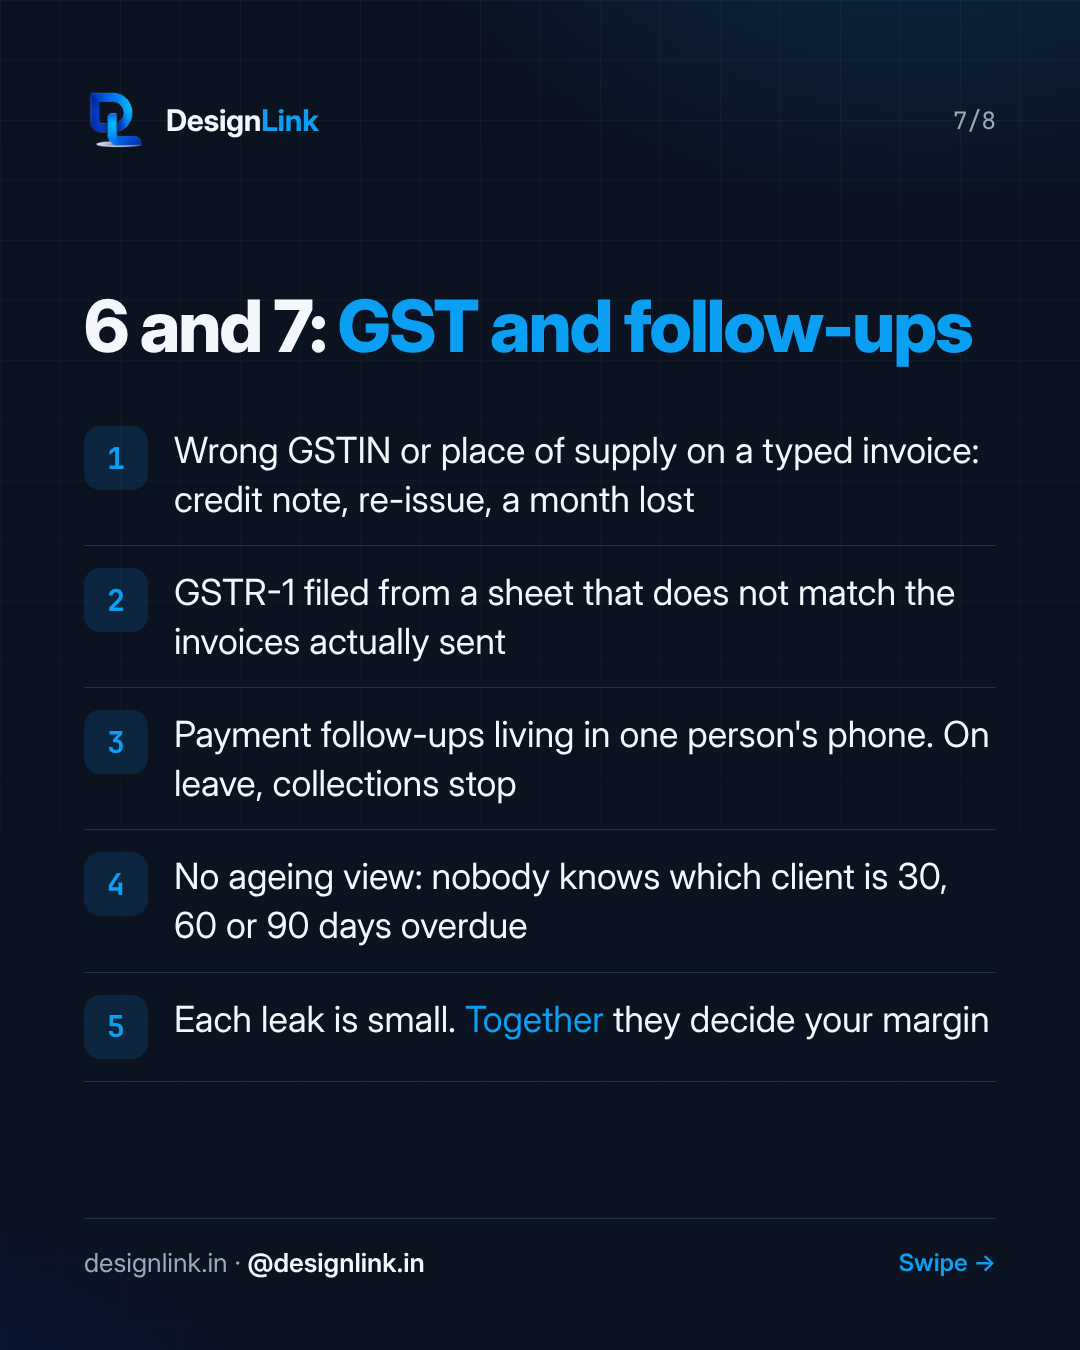 DesignLink
7/8
6 and 7: GST and follow-ups
1
Wrong GSTIN or place of supply on a typed invoice:
credit note, re-issue, a month lost
2
GSTR-1 filed from a sheet that does not match the
invoices actually sent
3
Payment follow-ups living in one person's phone. On
leave, collections stop
4
No ageing view: nobody knows which client is 30,
60 or 90 days overdue
5
Each leak is small. Together they decide your margin
designlink.in · @designlink.in
Swipe →